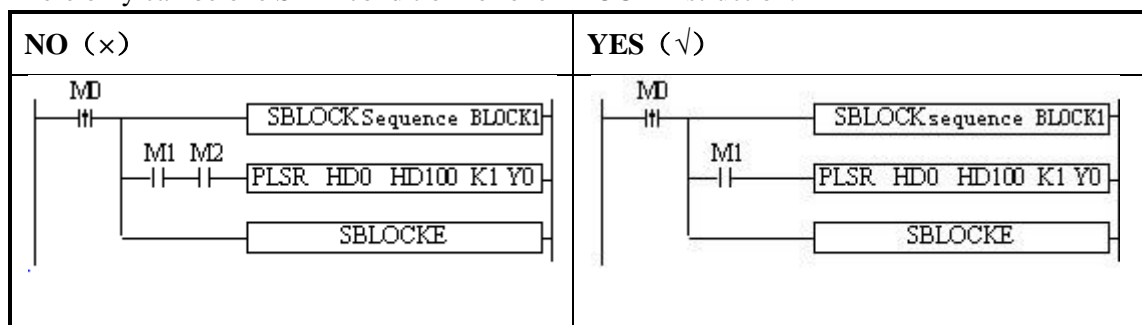 NO（×）
YES（√）
M0
SBLOCK Sequence BLOCK1
M1 M2
PLSR HD0 HD100 K1 Y0
SBLOCKE
M0
SBLOCK sequence BLOCK1
M1
PLSR HD0 HD100 K1 Y0
SBLOCKE